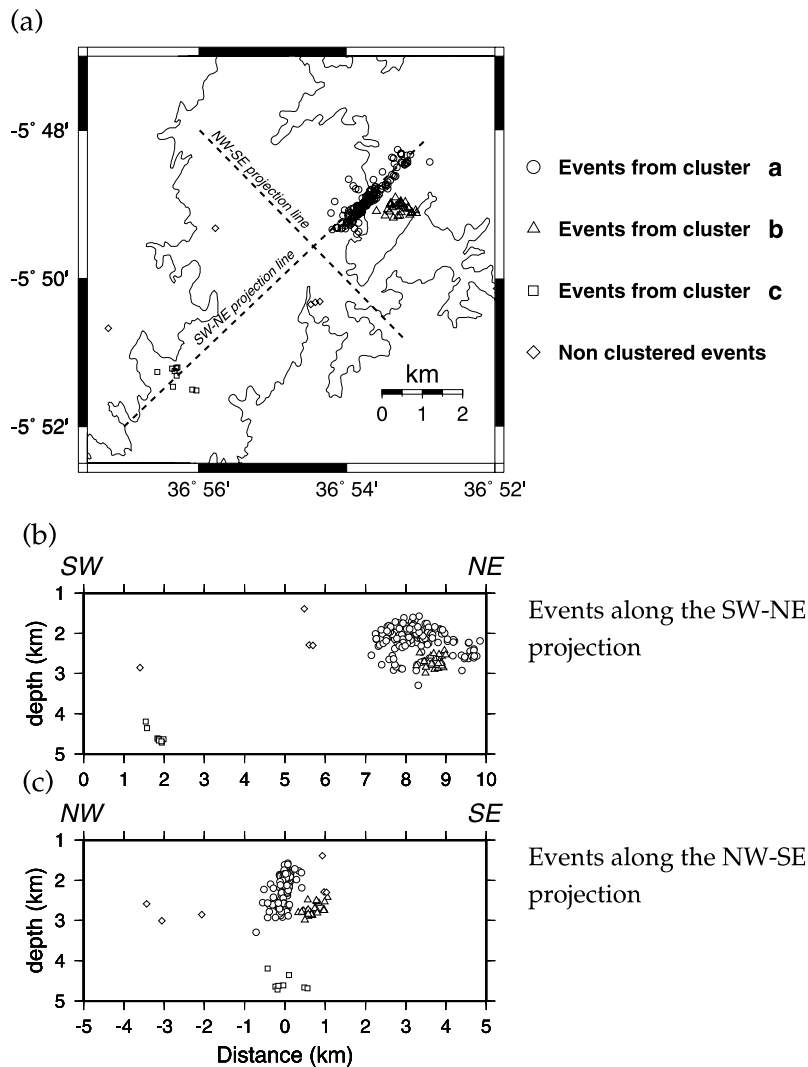 (a)
NW-SE projection line
SW-NE projection line
-5° 48'
-5° 50'
-5° 52'
km
0 1 2
36° 56' 36° 54' 36° 52'
Events from cluster a
Events from cluster b
Events from cluster c
Non clustered events
(b)
SW NE
1
2
3
4
5
depth (km)
0 1 2 3 4 5 6 7 8 9 10
Events along the SW-NE
projection
(c)
NW SE
1
2
3
4
5
depth (km)
-5 -4 -3 -2 -1 0 1 2 3 4 5
Distance (km)
Events along the NW-SE
projection